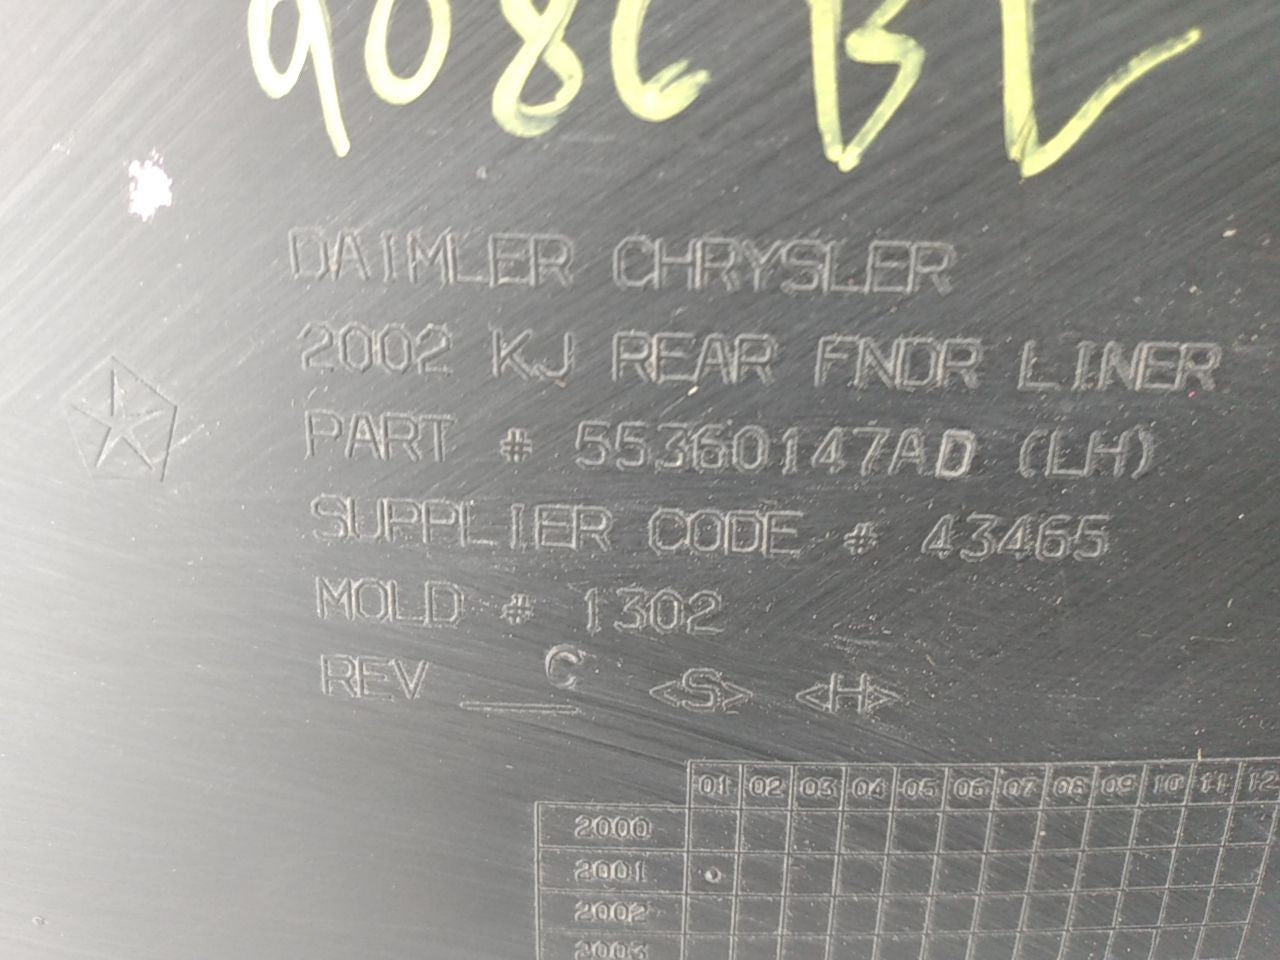 908C BL
DAIMLER CHRYSLER
2002 KJ REAR FNDR LINER
PART # 55360147AD (LH)
SUPPLIER CODE # 43465
MOLD # 1302
REV C <S> <H>
01 02 03 04 05 06 07 08 09 10 11 12
2000
2001
2002
2003